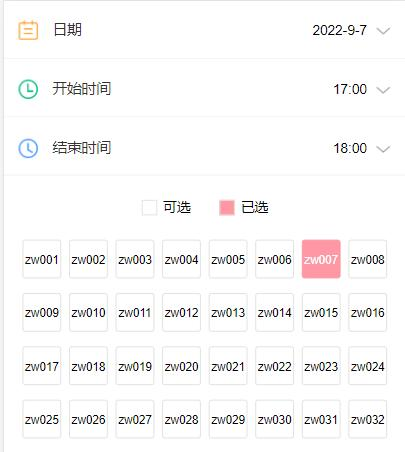 日期 2022-9-7
开始时间 17:00
结束时间 18:00
可选 已选
zw001 zw002 zw003 zw004 zw005 zw006 zw007 zw008
zw009 zw010 zw011 zw012 zw013 zw014 zw015 zw016
zw017 zw018 zw019 zw020 zw021 zw022 zw023 zw024
zw025 zw026 zw027 zw028 zw029 zw030 zw031 zw032